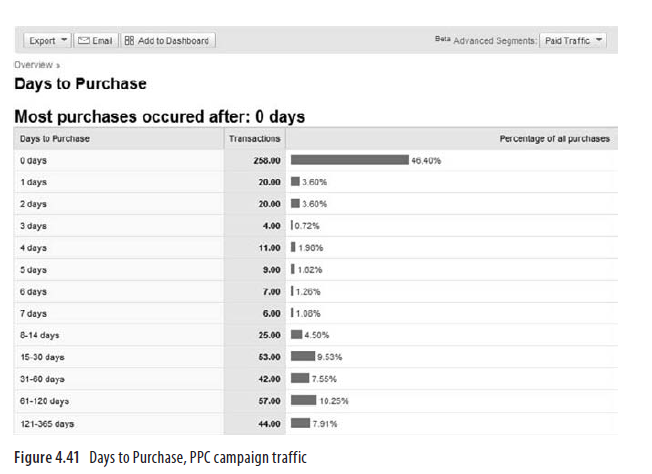 Export Email Add to Dashboard Beta Advanced Segments: Paid Traffic
Overview »
Days to Purchase
Most purchases occured after: 0 days
Days to Purchase Transactions Percentage of all purchases
0 days 258.00 46.40%
1 days 20.00 3.60%
2 days 20.00 3.60%
3 days 4.00 0.72%
4 days 11.00 1.98%
5 days 9.00 1.62%
6 days 7.00 1.26%
7 days 6.00 1.08%
8-14 days 25.00 4.50%
15-30 days 53.00 9.53%
31-60 days 42.00 7.55%
61-120 days 57.00 10.25%
121-365 days 44.00 7.91%
Figure 4.41 Days to Purchase, PPC campaign traffic